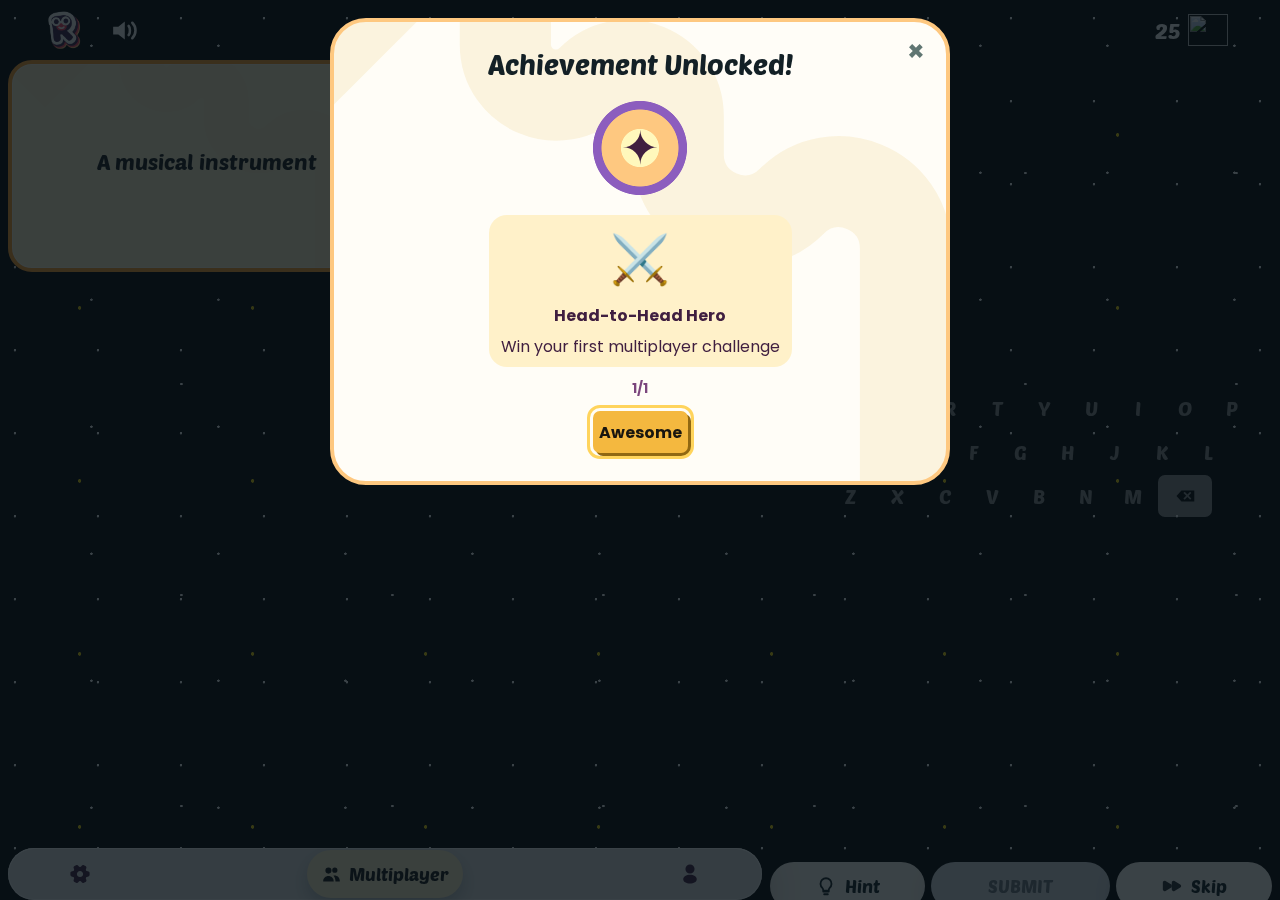 25
Achievement Unlocked!
✖
A musical instrument
Head-to-Head Hero
Win your first multiplayer challenge
1/1
Awesome
R T Y U I O P
F G H J K L
Z X C V B N M
Multiplayer
Hint
SUBMIT
Skip